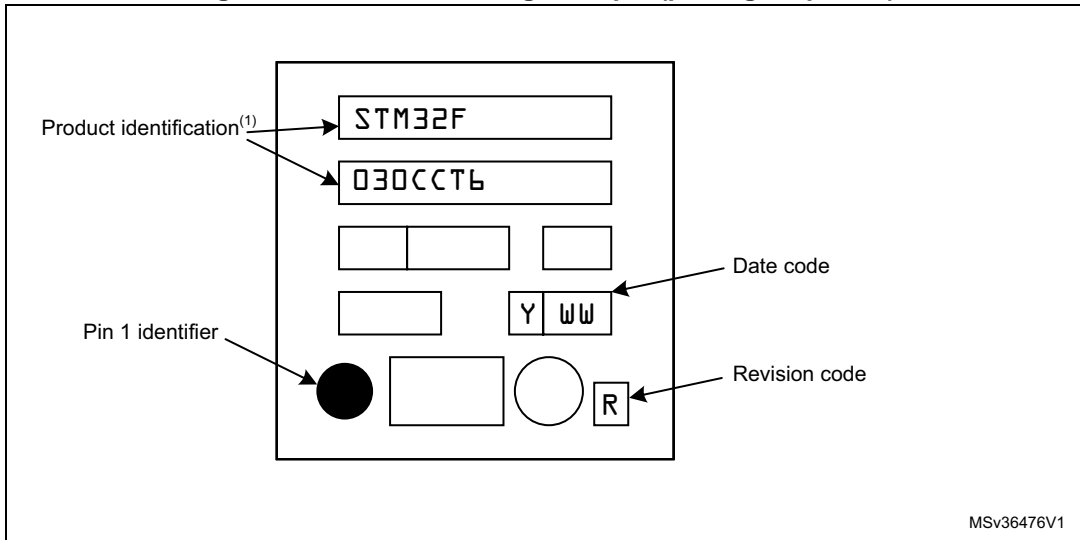 Product identification(1)
STM32F
030CCT6
Date code
Y WW
Pin 1 identifier
Revision code
R
MSv36476V1